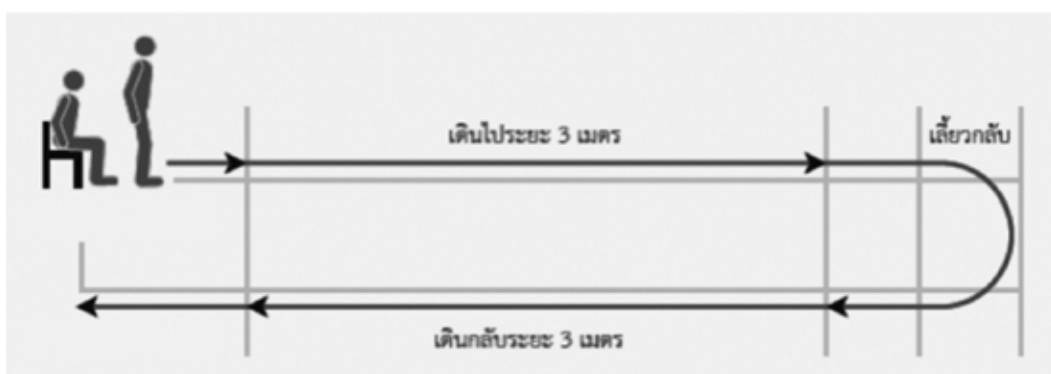 เดินไประยะ 3 เมตร
เลี้ยวกลับ
เดินกลับระยะ 3 เมตร